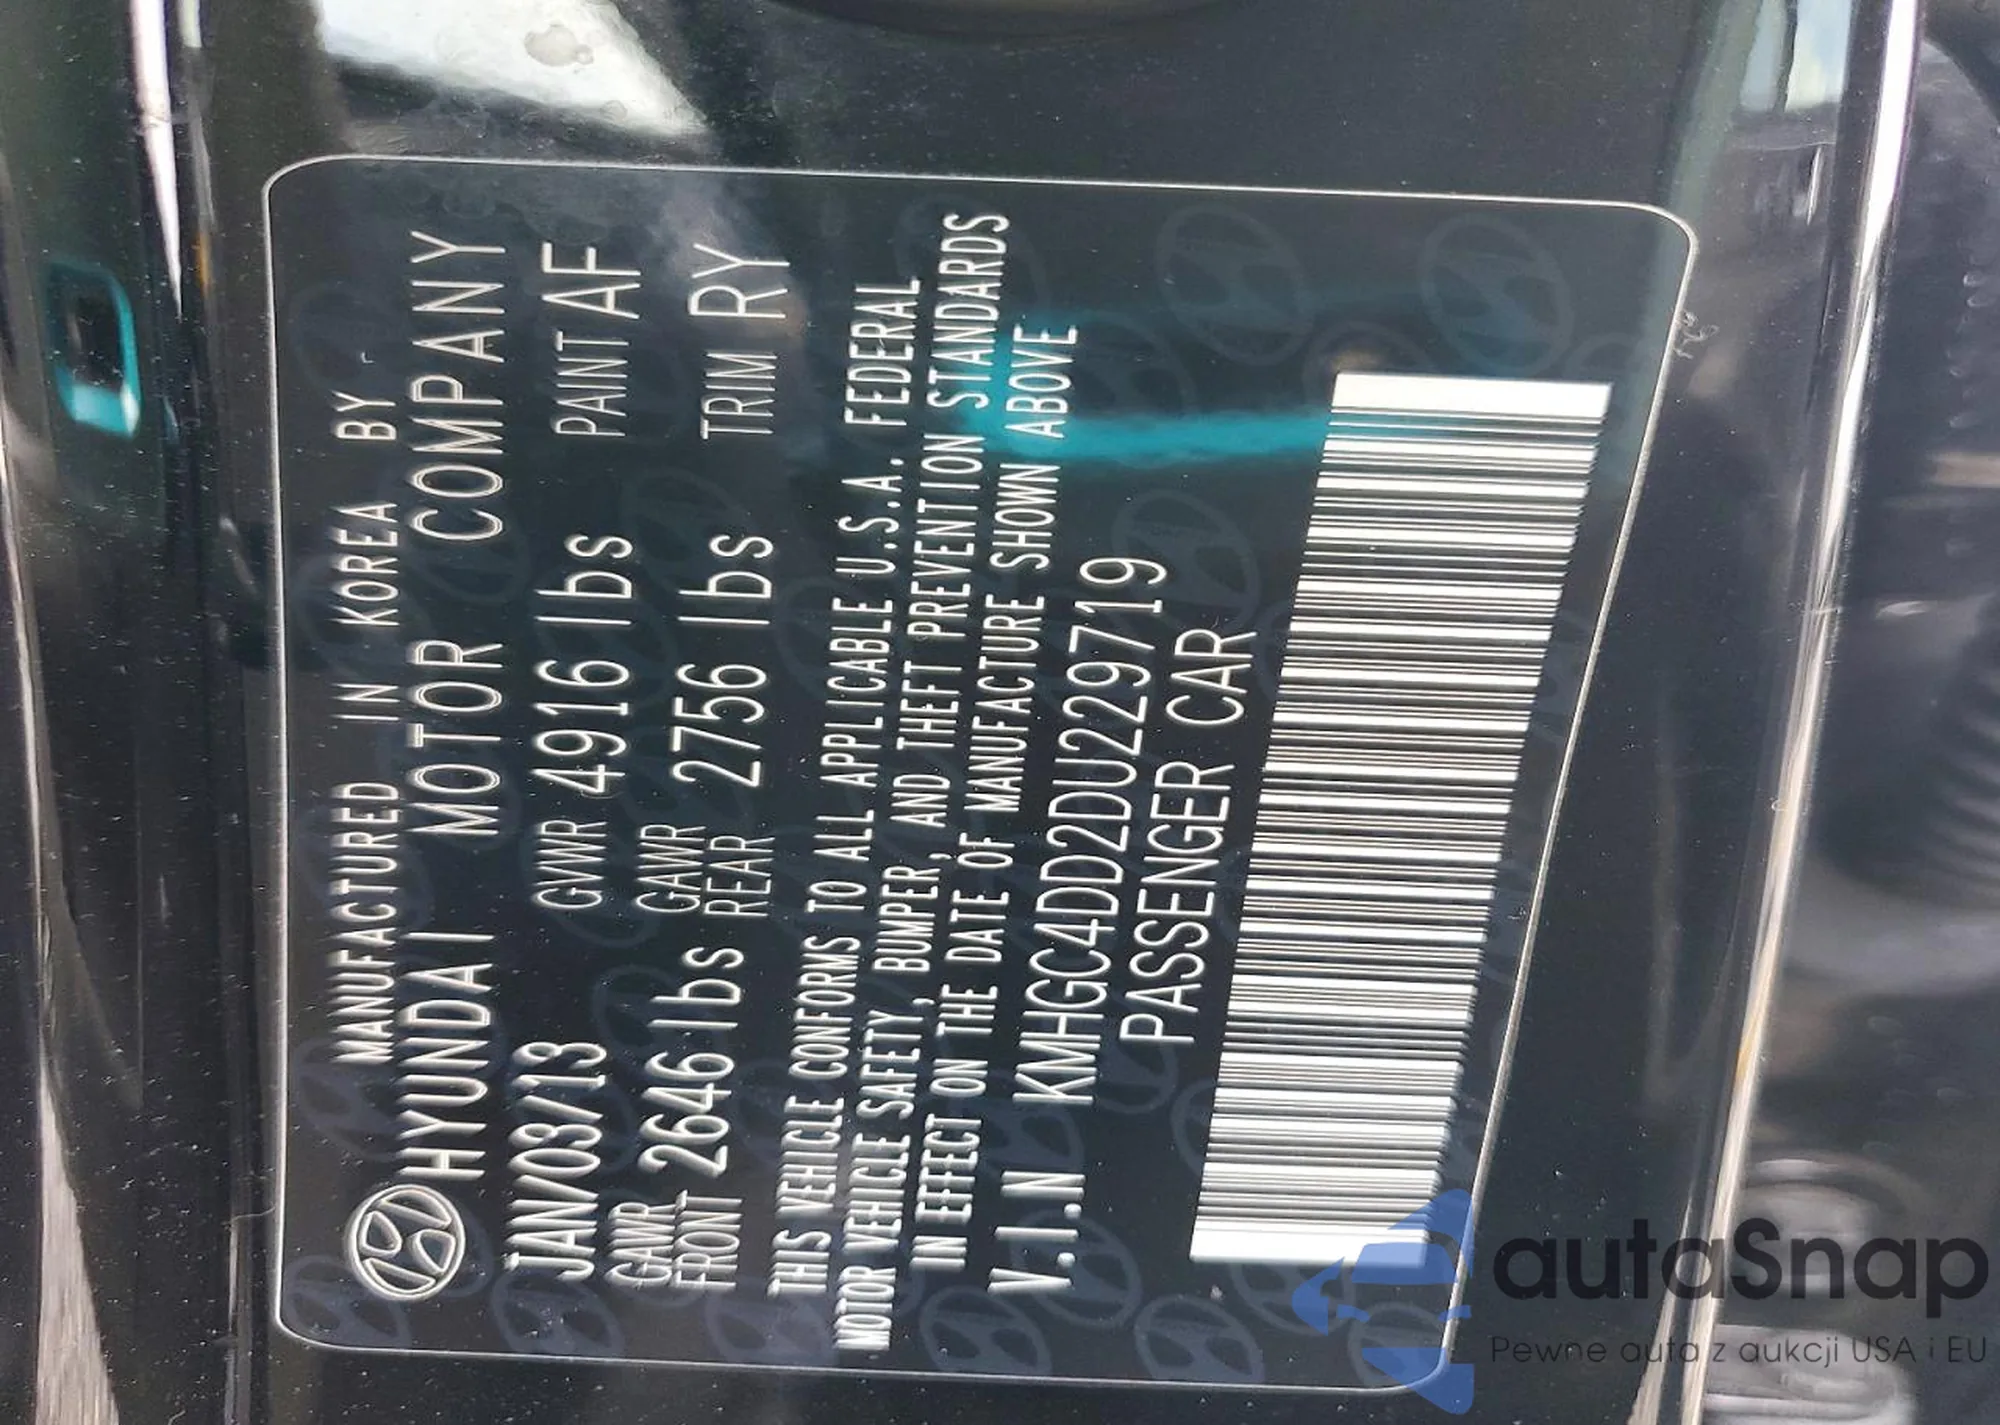 MANUFACTURED IN KOREA BY
HYUNDAI MOTOR COMPANY
JAN/03/13 GVWR 4916 lbs PAINT AF
GAWR FRONT 2646 lbs GAWR REAR 2756 lbs TRIM RY
THIS VEHICLE CONFORMS TO ALL APPLICABLE U.S.A. FEDERAL
MOTOR VEHICLE SAFETY, BUMPER, AND THEFT PREVENTION STANDARDS
IN EFFECT ON THE DATE OF MANUFACTURE SHOWN ABOVE
V.I.N KMHGC4DD2DU229719
PASSENGER CAR
autoSnap
Pewne auta z aukcji USA i EU